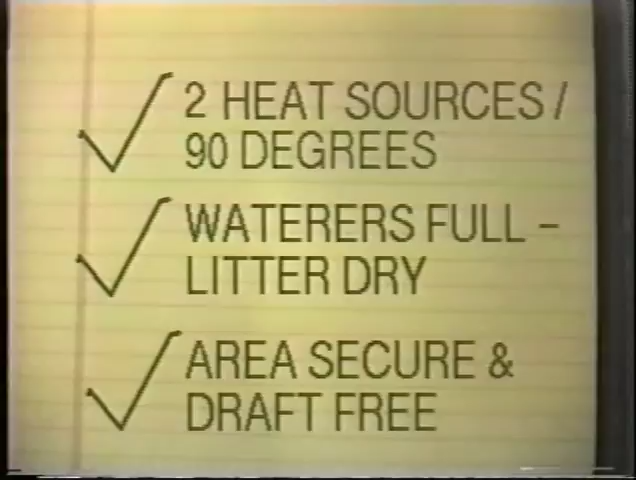 2 HEAT SOURCES /
90 DEGREES
WATERERS FULL –
LITTER DRY
AREA SECURE &
DRAFT FREE